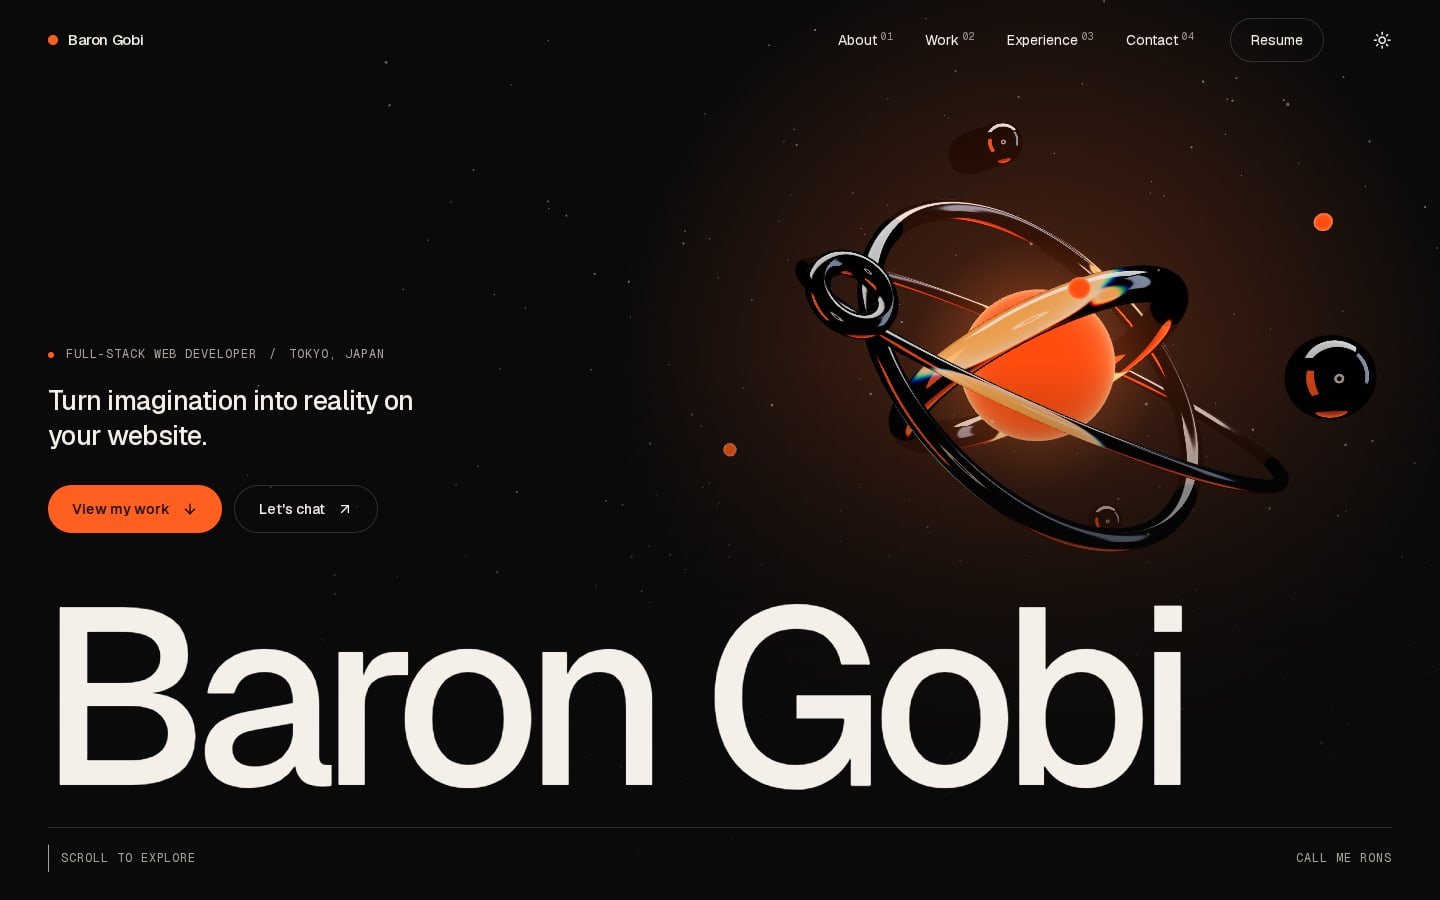 Baron Gobi
About 01
Work 02
Experience 03
Contact 04
Resume
FULL-STACK WEB DEVELOPER / TOKYO, JAPAN
Turn imagination into reality on
your website.
View my work
Let's chat
Baron Gobi
SCROLL TO EXPLORE
CALL ME RONS